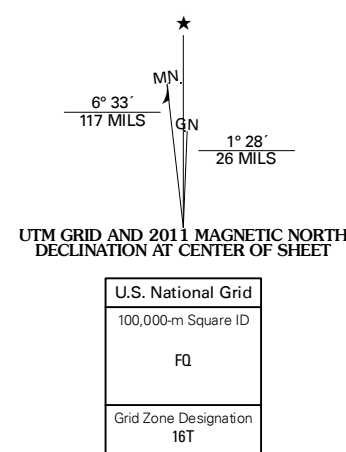 ★
MN.
GN
6° 33´
117 MILS
1° 28´
26 MILS
UTM GRID AND 2011 MAGNETIC NORTH
DECLINATION AT CENTER OF SHEET
U.S. National Grid
100,000-m Square ID
FQ
Grid Zone Designation
16T